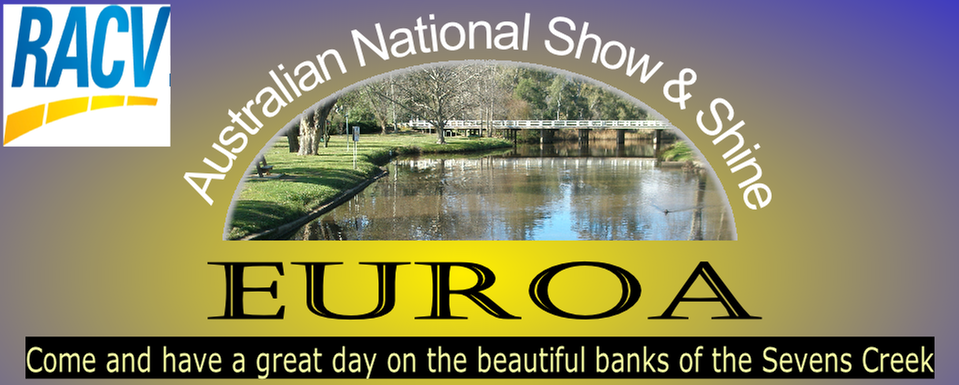 RACV
Australian National Show & Shine
EUROA
Come and have a great day on the beautiful banks of the Sevens Creek